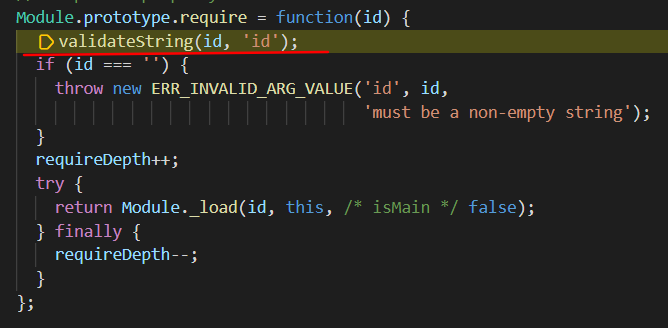 Module.prototype.require = function(id) {
validateString(id, 'id');
if (id === '') {
throw new ERR_INVALID_ARG_VALUE('id', id,
'must be a non-empty string');
}
requireDepth++;
try {
return Module._load(id, this, /* isMain */ false);
} finally {
requireDepth--;
}
};